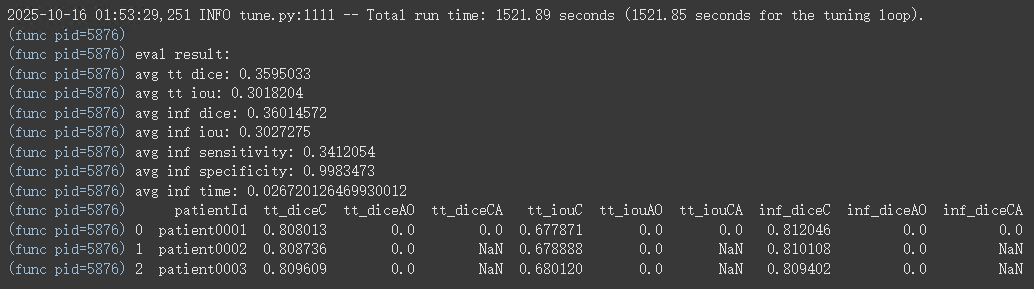 2025-10-16 01:53:29,251 INFO tune.py:1111 -- Total run time: 1521.89 seconds (1521.85 seconds for the tuning loop).
(func pid=5876)
(func pid=5876) eval result:
(func pid=5876) avg tt dice: 0.3595033
(func pid=5876) avg tt iou: 0.3018204
(func pid=5876) avg inf dice: 0.36014572
(func pid=5876) avg inf iou: 0.3027275
(func pid=5876) avg inf sensitivity: 0.3412054
(func pid=5876) avg inf specificity: 0.9983473
(func pid=5876) avg inf time: 0.026720126469930012
(func pid=5876)     patientId  tt_diceC  tt_diceAO  tt_diceCA   tt_iouC  tt_iouAO  tt_iouCA  inf_diceC  inf_diceAO  inf_diceCA
(func pid=5876) 0  patient0001  0.808013        0.0        0.0  0.677871       0.0       0.0   0.812046         0.0         0.0
(func pid=5876) 1  patient0002  0.808736        0.0        NaN  0.678888       0.0       NaN   0.810108         0.0         NaN
(func pid=5876) 2  patient0003  0.809609        0.0        NaN  0.680120       0.0       NaN   0.809402         0.0         NaN